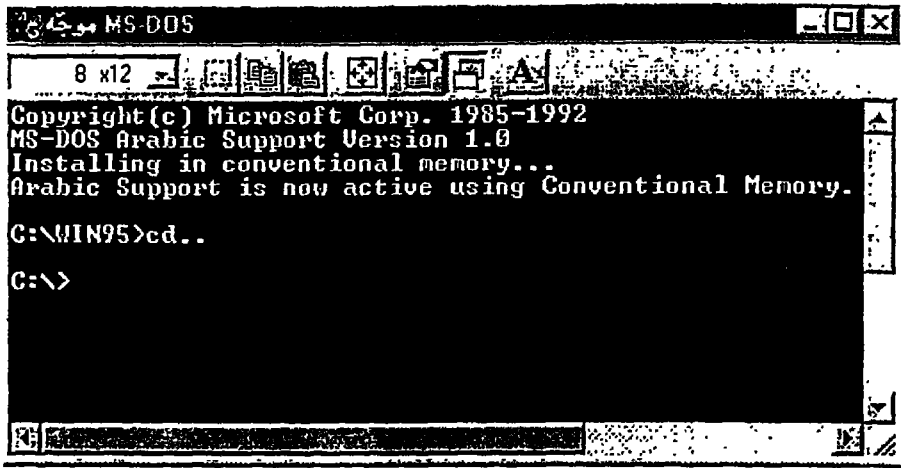 موجّه MS-DOS
8 x12
A
Copyright(c) Microsoft Corp. 1985-1992
MS-DOS Arabic Support Version 1.0
Installing in conventional memory...
Arabic Support is now active using Conventional Memory.
C:\WIN95>cd..
C:\>